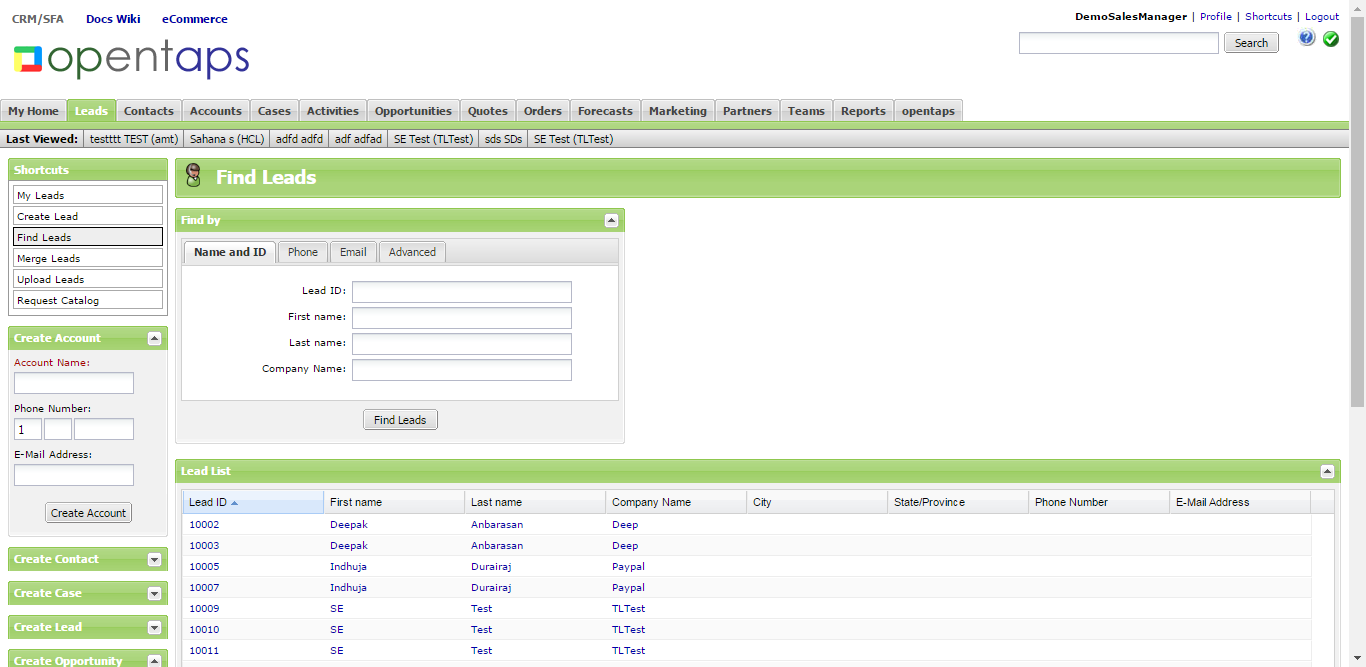 CRM/SFA Docs Wiki eCommerce
DemoSalesManager | Profile | Shortcuts | Logout
opentaps
Search
?
My Home Leads Contacts Accounts Cases Activities Opportunities Quotes Orders Forecasts Marketing Partners Teams Reports opentaps
Last Viewed: testttt TEST (amt) Sahana s (HCL) adfd adfd adf adfad SE Test (TLTest) sds SDs SE Test (TLTest)
Shortcuts
My Leads
Create Lead
Find Leads
Merge Leads
Upload Leads
Request Catalog
Create Account
Account Name:
Phone Number:
1
E-Mail Address:
Create Account
Create Contact
Create Case
Create Lead
Create Opportunity
Find Leads
Find by
Name and ID Phone Email Advanced
Lead ID:
First name:
Last name:
Company Name:
Find Leads
Lead List
Lead ID First name Last name Company Name City State/Province Phone Number E-Mail Address
10002 Deepak Anbarasan Deep
10003 Deepak Anbarasan Deep
10005 Indhuja Durairaj Paypal
10007 Indhuja Durairaj Paypal
10009 SE Test TLTest
10010 SE Test TLTest
10011 SE Test TLTest